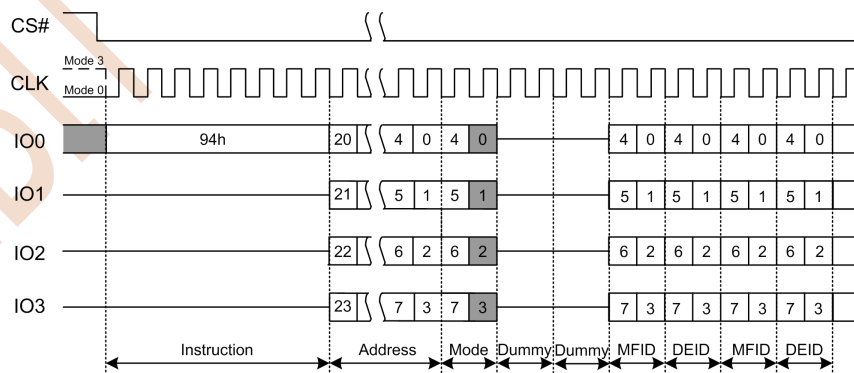 CS#
Mode 3
CLK
Mode 0
IO0 94h 20 4 0 4 0 4 0 4 0 4 0 4 0
IO1 21 5 1 5 1 5 1 5 1 5 1 5 1
IO2 22 6 2 6 2 6 2 6 2 6 2 6 2
IO3 23 7 3 7 3 7 3 7 3 7 3 7 3
Instruction Address Mode Dummy Dummy MFID DEID MFID DEID